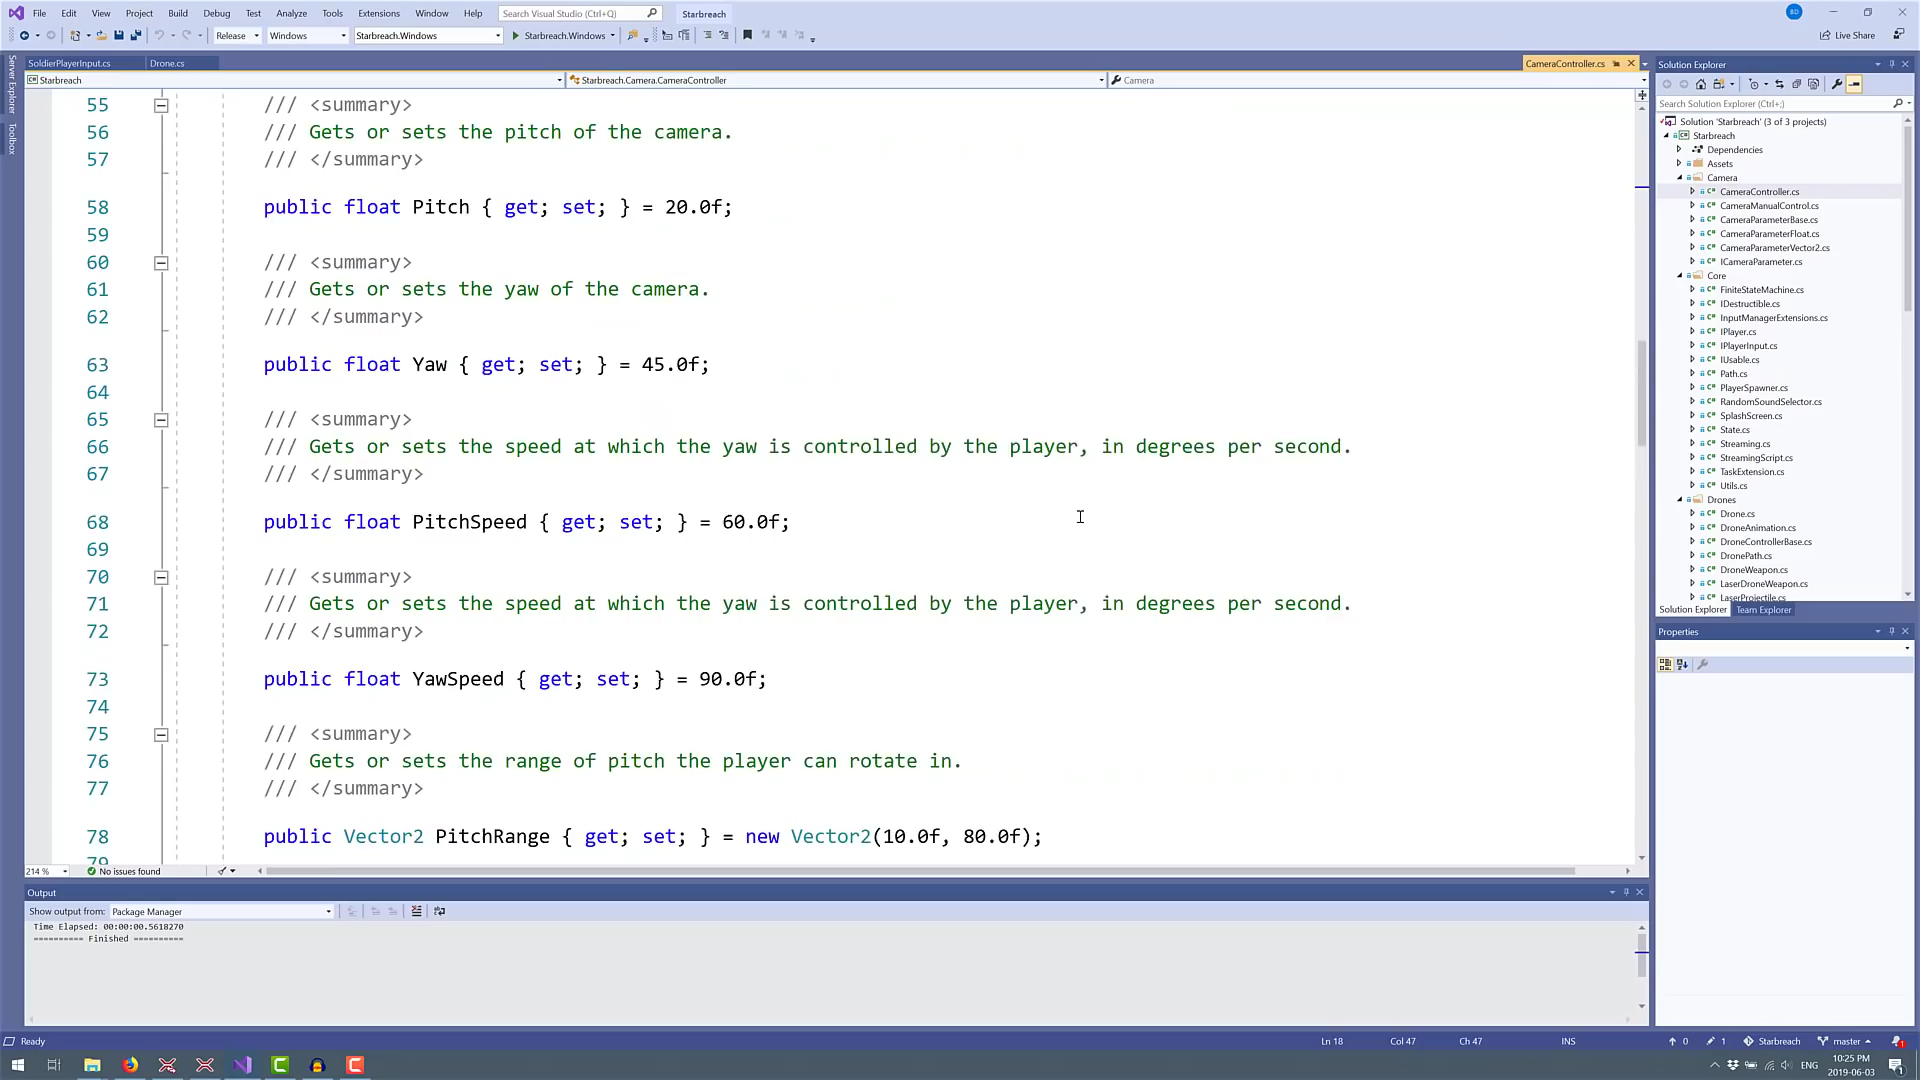 File Edit View Project Build Debug Test Analyze Tools Extensions Window Help Search Visual Studio (Ctrl+Q) Starbreach BD
Release Windows Starbreach.Windows Starbreach.Windows Live Share
SoldierPlayerInput.cs Drone.cs CameraController.cs
Starbreach Starbreach.Camera.CameraController Camera
Server Explorer
Toolbox
55 /// <summary>
56 /// Gets or sets the pitch of the camera.
57 /// </summary>
58 public float Pitch { get; set; } = 20.0f;
59
60 /// <summary>
61 /// Gets or sets the yaw of the camera.
62 /// </summary>
63 public float Yaw { get; set; } = 45.0f;
64
65 /// <summary>
66 /// Gets or sets the speed at which the yaw is controlled by the player, in degrees per second.
67 /// </summary>
68 public float PitchSpeed { get; set; } = 60.0f;
69
70 /// <summary>
71 /// Gets or sets the speed at which the yaw is controlled by the player, in degrees per second.
72 /// </summary>
73 public float YawSpeed { get; set; } = 90.0f;
74
75 /// <summary>
76 /// Gets or sets the range of pitch the player can rotate in.
77 /// </summary>
78 public Vector2 PitchRange { get; set; } = new Vector2(10.0f, 80.0f);
79
214 % No issues found
Output
Show output from: Package Manager
Time Elapsed: 00:00:00.5618270
========== Finished ==========
Solution Explorer
Search Solution Explorer (Ctrl+;)
Solution 'Starbreach' (3 of 3 projects)
Starbreach
Dependencies
Assets
Camera
CameraController.cs
CameraManualControl.cs
CameraParameterBase.cs
CameraParameterFloat.cs
CameraParameterVector2.cs
ICameraParameter.cs
Core
FiniteStateMachine.cs
IDestructible.cs
InputManagerExtensions.cs
IPlayer.cs
IPlayerInput.cs
IUsable.cs
Path.cs
PlayerSpawner.cs
RandomSoundSelector.cs
SplashScreen.cs
State.cs
Streaming.cs
StreamingScript.cs
TaskExtension.cs
Utils.cs
Drones
Drone.cs
DroneAnimation.cs
DroneControllerBase.cs
DronePath.cs
DroneWeapon.cs
LaserDroneWeapon.cs
LaserProjectile.cs
Solution Explorer Team Explorer
Properties
Ready Ln 18 Col 47 Ch 47 INS 0 1 Starbreach master 1
ENG 10:25 PM
2019-06-03